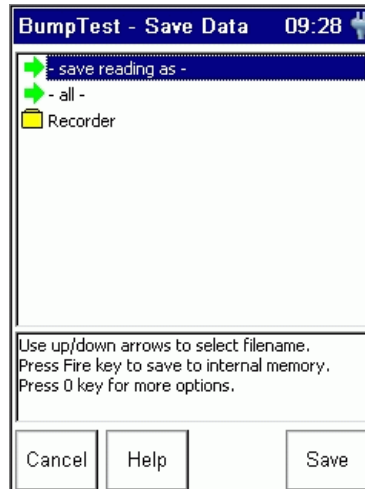 BumpTest - Save Data 09:28
- save reading as -
- all -
Recorder
Use up/down arrows to select filename.
Press Fire key to save to internal memory.
Press 0 key for more options.
Cancel Help Save